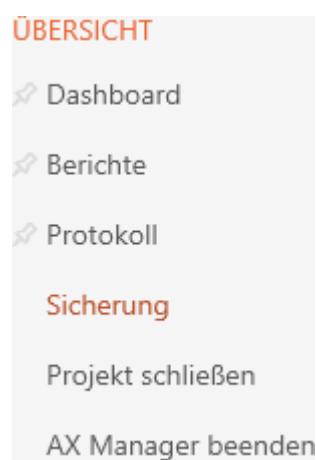 ÜBERSICHT
Dashboard
Berichte
Protokoll
Sicherung
Projekt schließen
AX Manager beenden